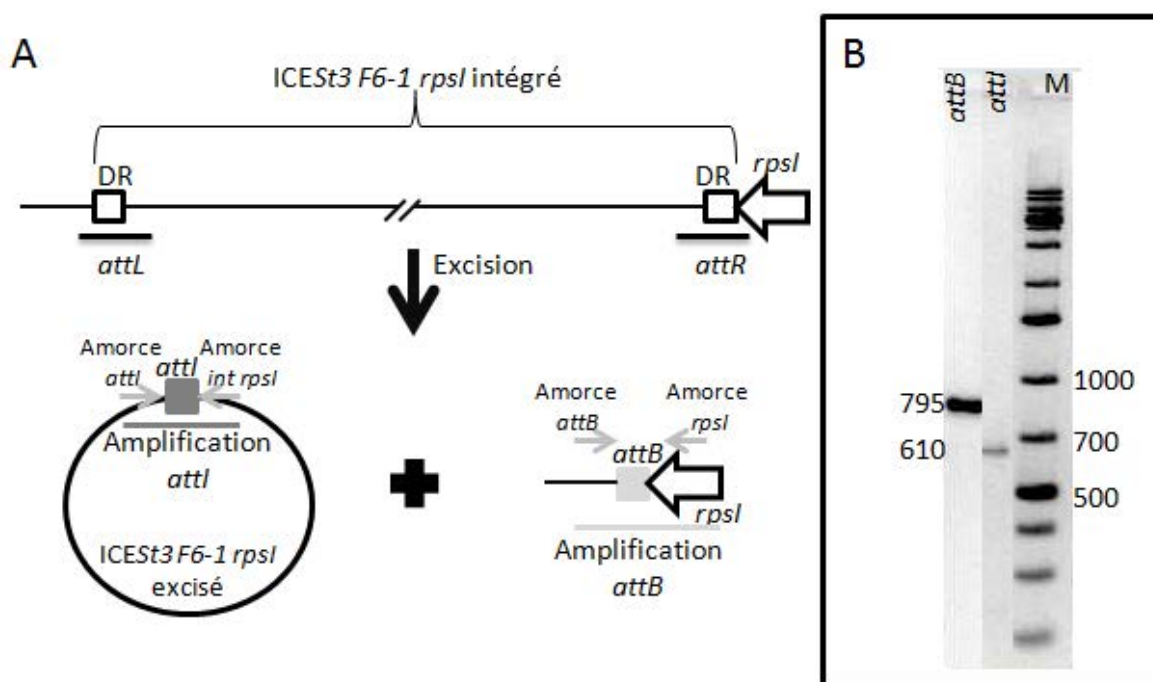 A
ICESt3 F6-1 rpsI intégré
DR
DR
rpsI
attL
attR
Excision
Amorce
attI
attI
Amorce
int rpsI
Amplification
attI
ICESt3 F6-1 rpsI
excisé
Amorce
attB
Amorce
rpsI
attB
rpsI
Amplification
attB
B
attB
attI
M
1000
795
700
610
500